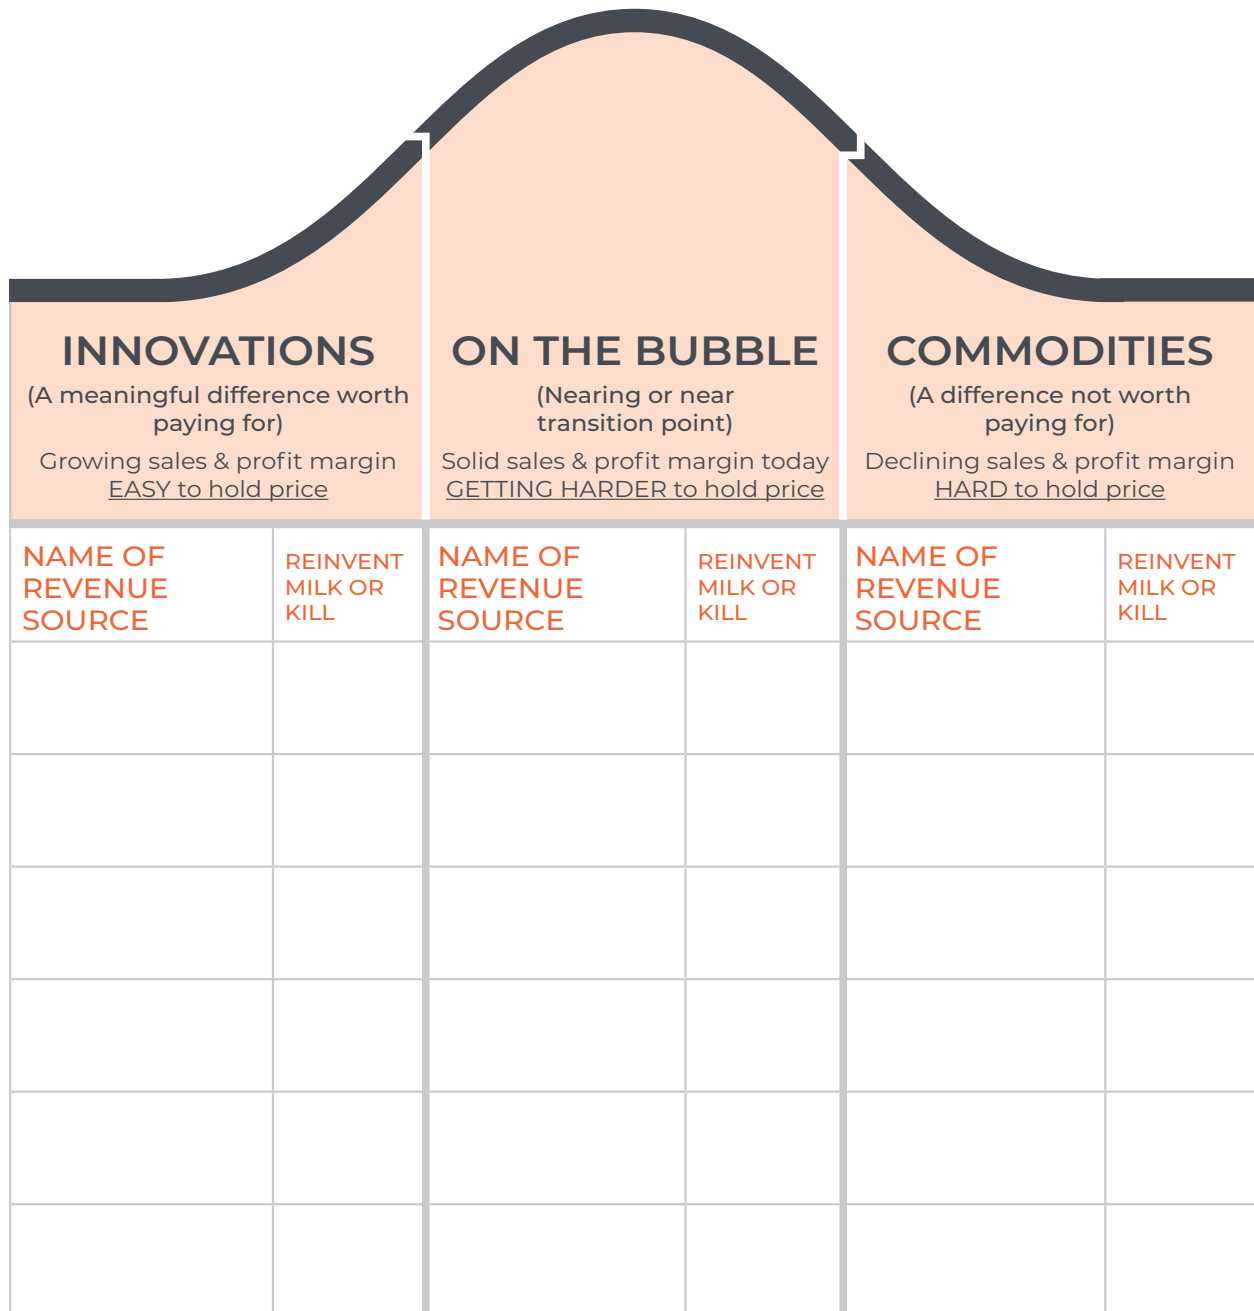 INNOVATIONS
(A meaningful difference worth
paying for)
Growing sales & profit margin
EASY to hold price
ON THE BUBBLE
(Nearing or near
transition point)
Solid sales & profit margin today
GETTING HARDER to hold price
COMMODITIES
(A difference not worth
paying for)
Declining sales & profit margin
HARD to hold price
NAME OF
REVENUE
SOURCE
REINVENT
MILK OR
KILL
NAME OF
REVENUE
SOURCE
REINVENT
MILK OR
KILL
NAME OF
REVENUE
SOURCE
REINVENT
MILK OR
KILL